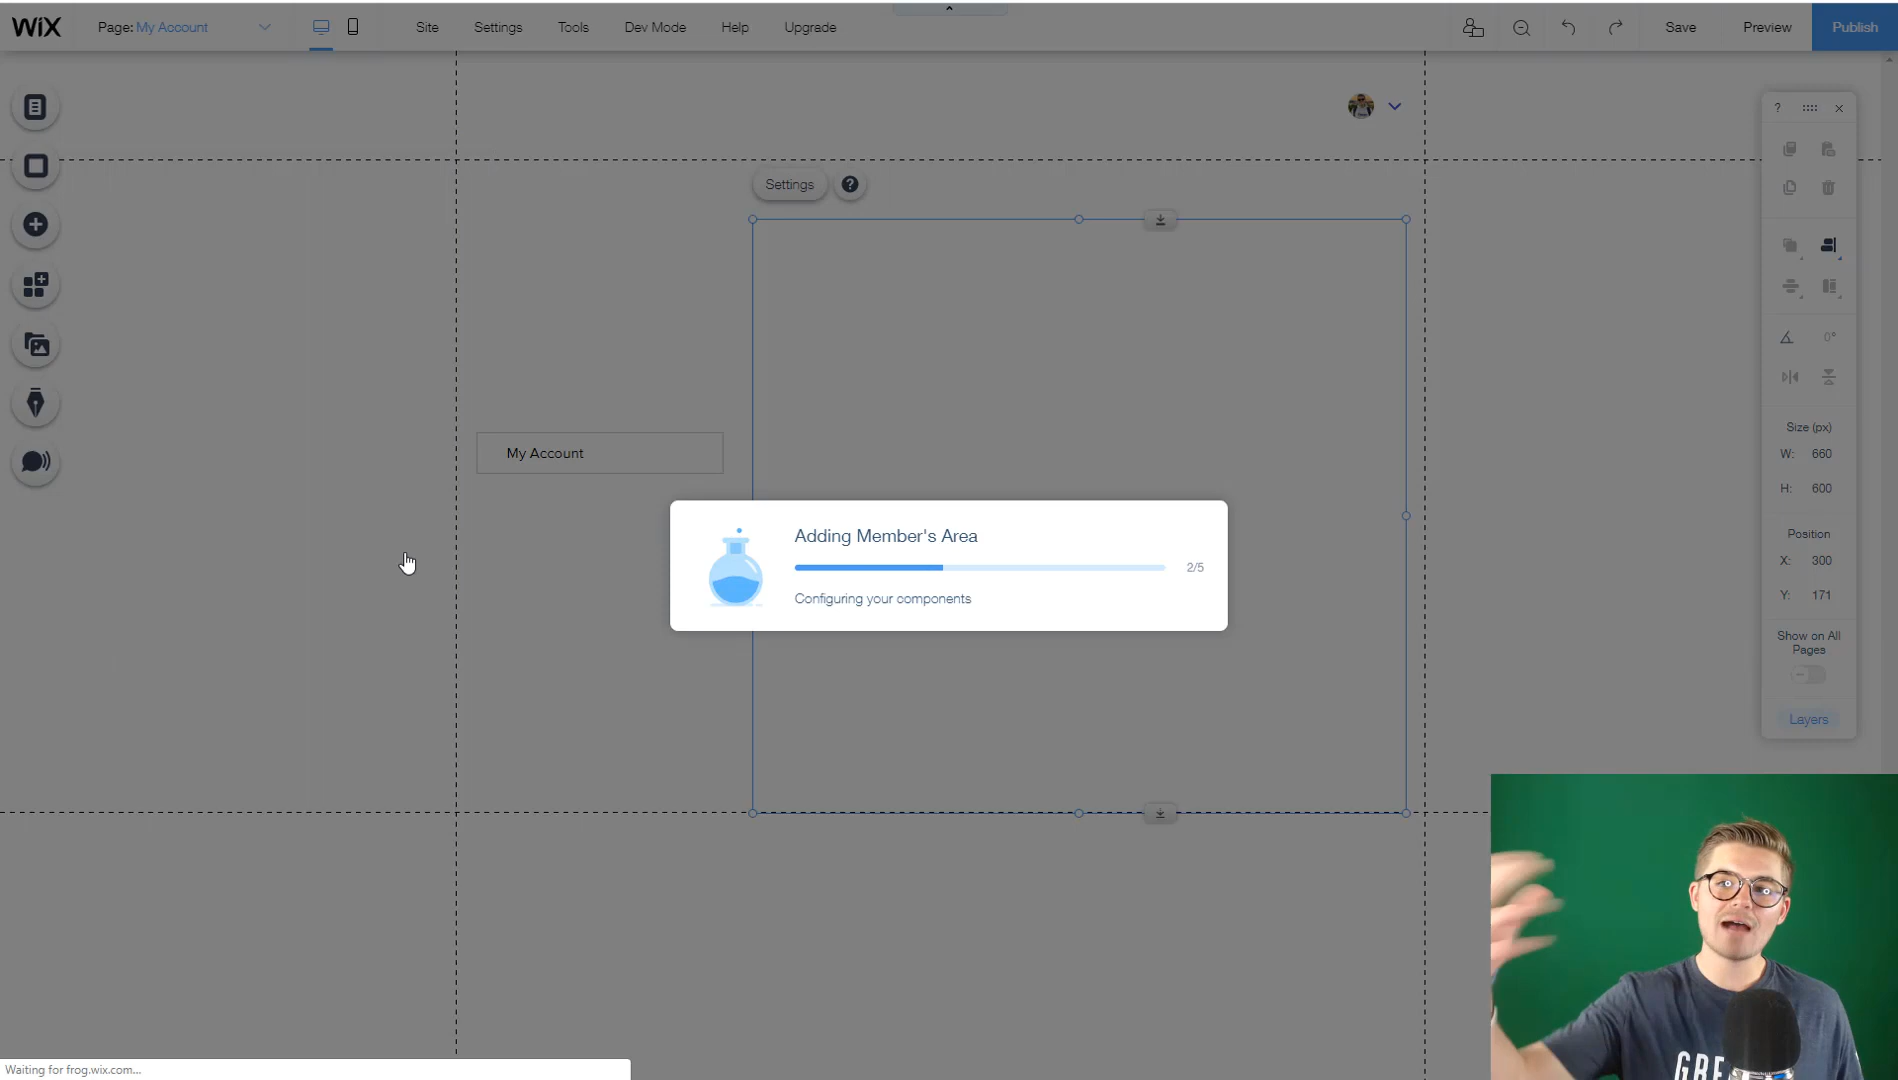 WiX
Page: My Account
Site
Settings
Tools
Dev Mode
Help
Upgrade
Save
Preview
Publish
?
Settings
?
0°
Size (px)
W: 660
H: 600
Position
X: 300
Y: 171
Show on All
Pages
Layers
My Account
Adding Member's Area
2/5
Configuring your components
GRE
Waiting for frog.wix.com...